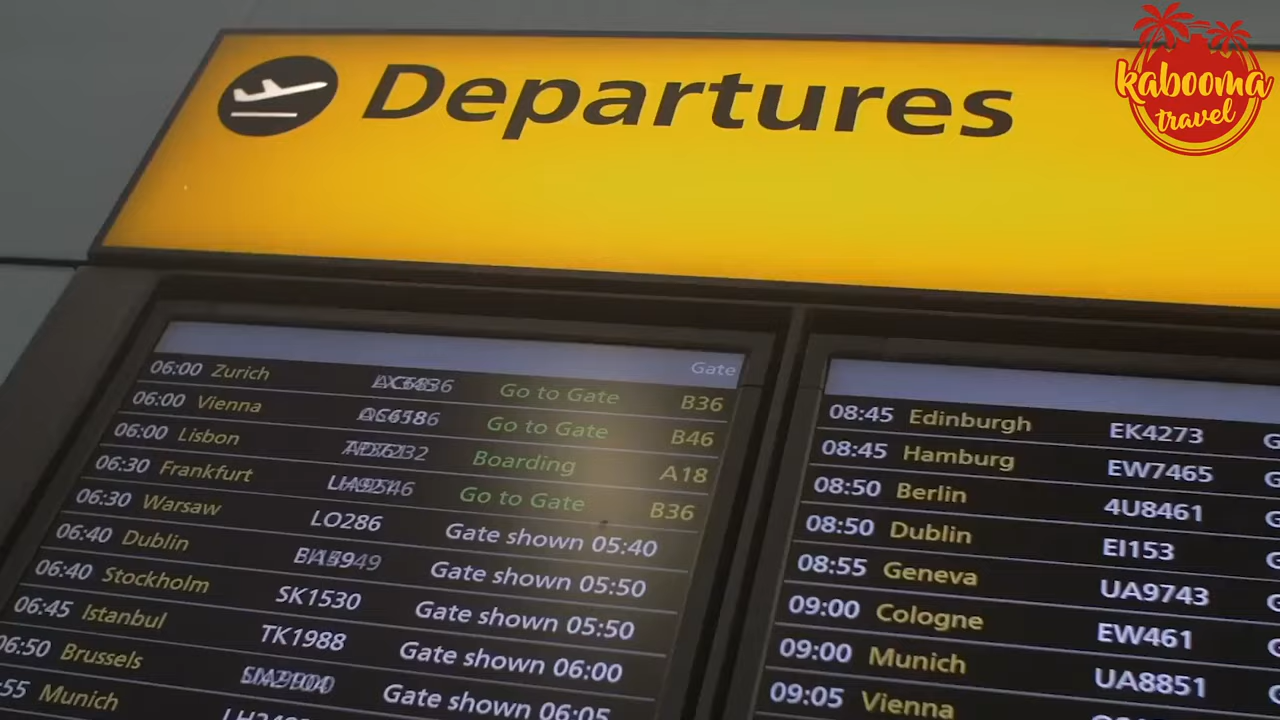 Departures
kabooma
travel
Gate
06:00 Zurich Go to Gate B36
06:00 Vienna Go to Gate B46
06:00 Lisbon Boarding A18
06:30 Frankfurt Go to Gate B36
06:30 Warsaw LO286 Gate shown 05:40
06:40 Dublin Gate shown 05:50
06:40 Stockholm SK1530 Gate shown 05:50
06:45 Istanbul TK1988 Gate shown 06:00
06:50 Brussels Gate shown 06:05
:55 Munich
08:45 Edinburgh EK4273 G
08:45 Hamburg EW7465 G
08:50 Berlin 4U8461 G
08:50 Dublin EI153 G
08:55 Geneva UA9743 G
09:00 Cologne EW461 G
09:00 Munich UA8851 G
09:05 Vienna